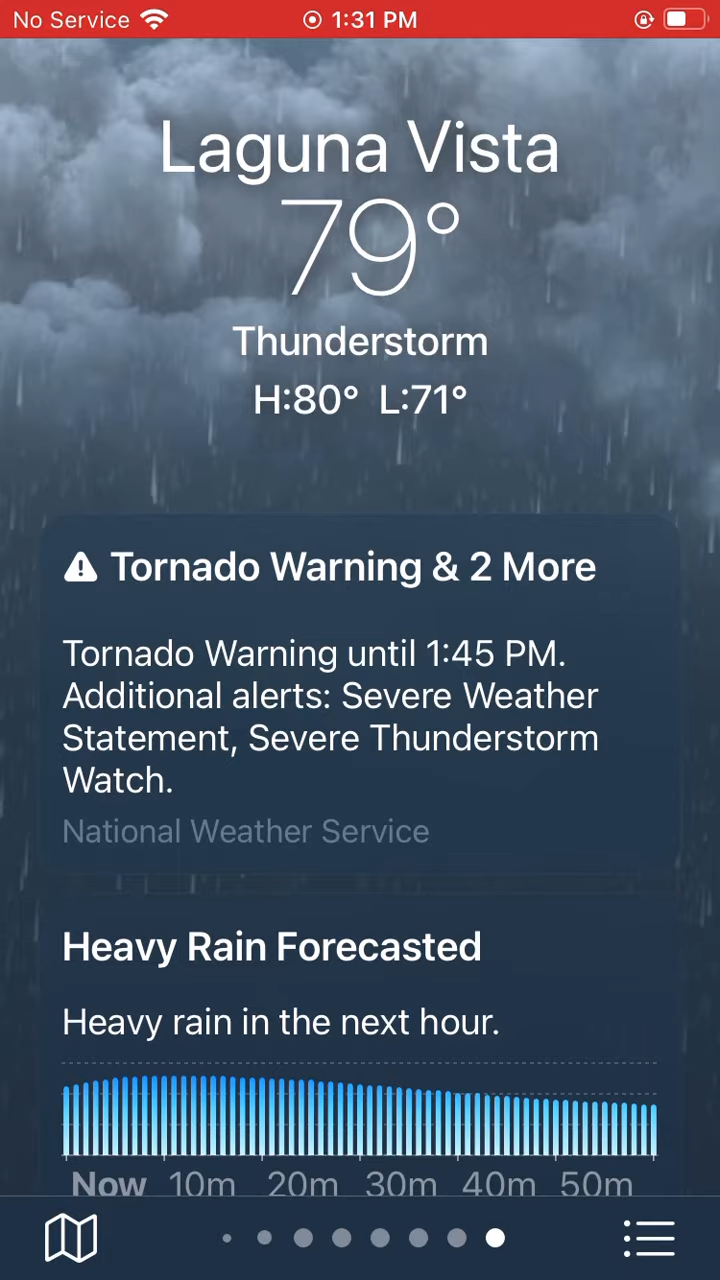 No Service 1:31 PM
Laguna Vista
79°
Thunderstorm
H:80° L:71°
Tornado Warning & 2 More
Tornado Warning until 1:45 PM.
Additional alerts: Severe Weather
Statement, Severe Thunderstorm
Watch.
National Weather Service
Heavy Rain Forecasted
Heavy rain in the next hour.
Now 10m 20m 30m 40m 50m